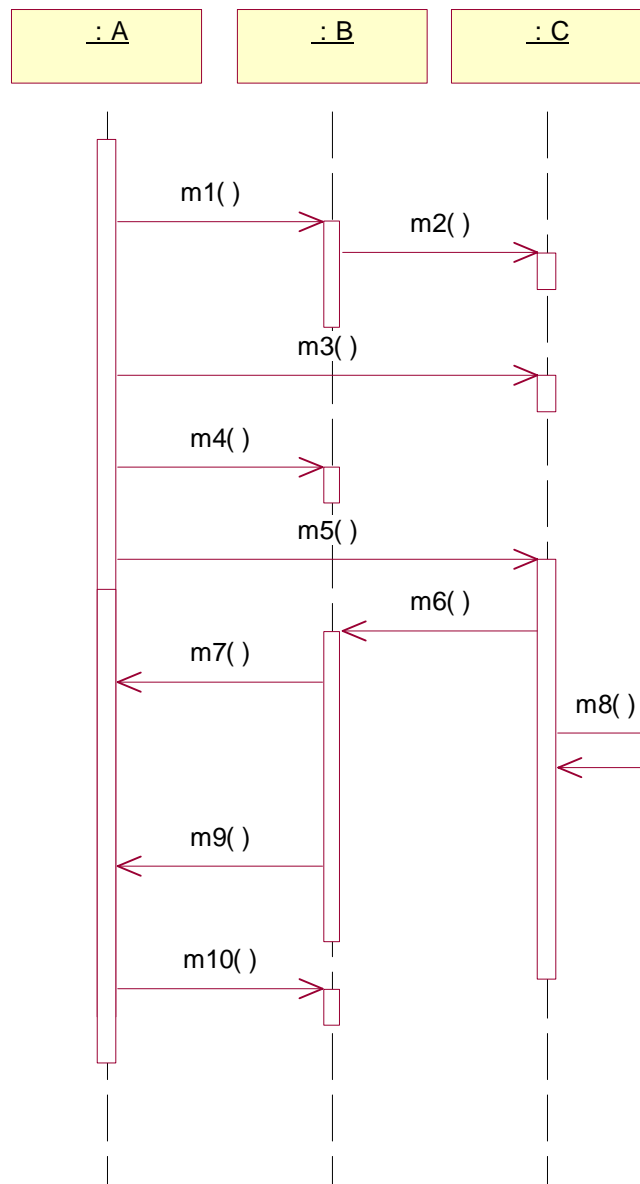 : A
: B
: C
m1( )
m2( )
m3( )
m4( )
m5( )
m6( )
m7( )
m8( )
m9( )
m10( )